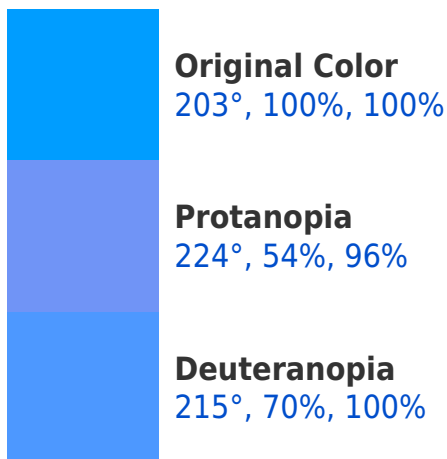 Original Color
203°, 100%, 100%
Protanopia
224°, 54%, 96%
Deuteranopia
215°, 70%, 100%